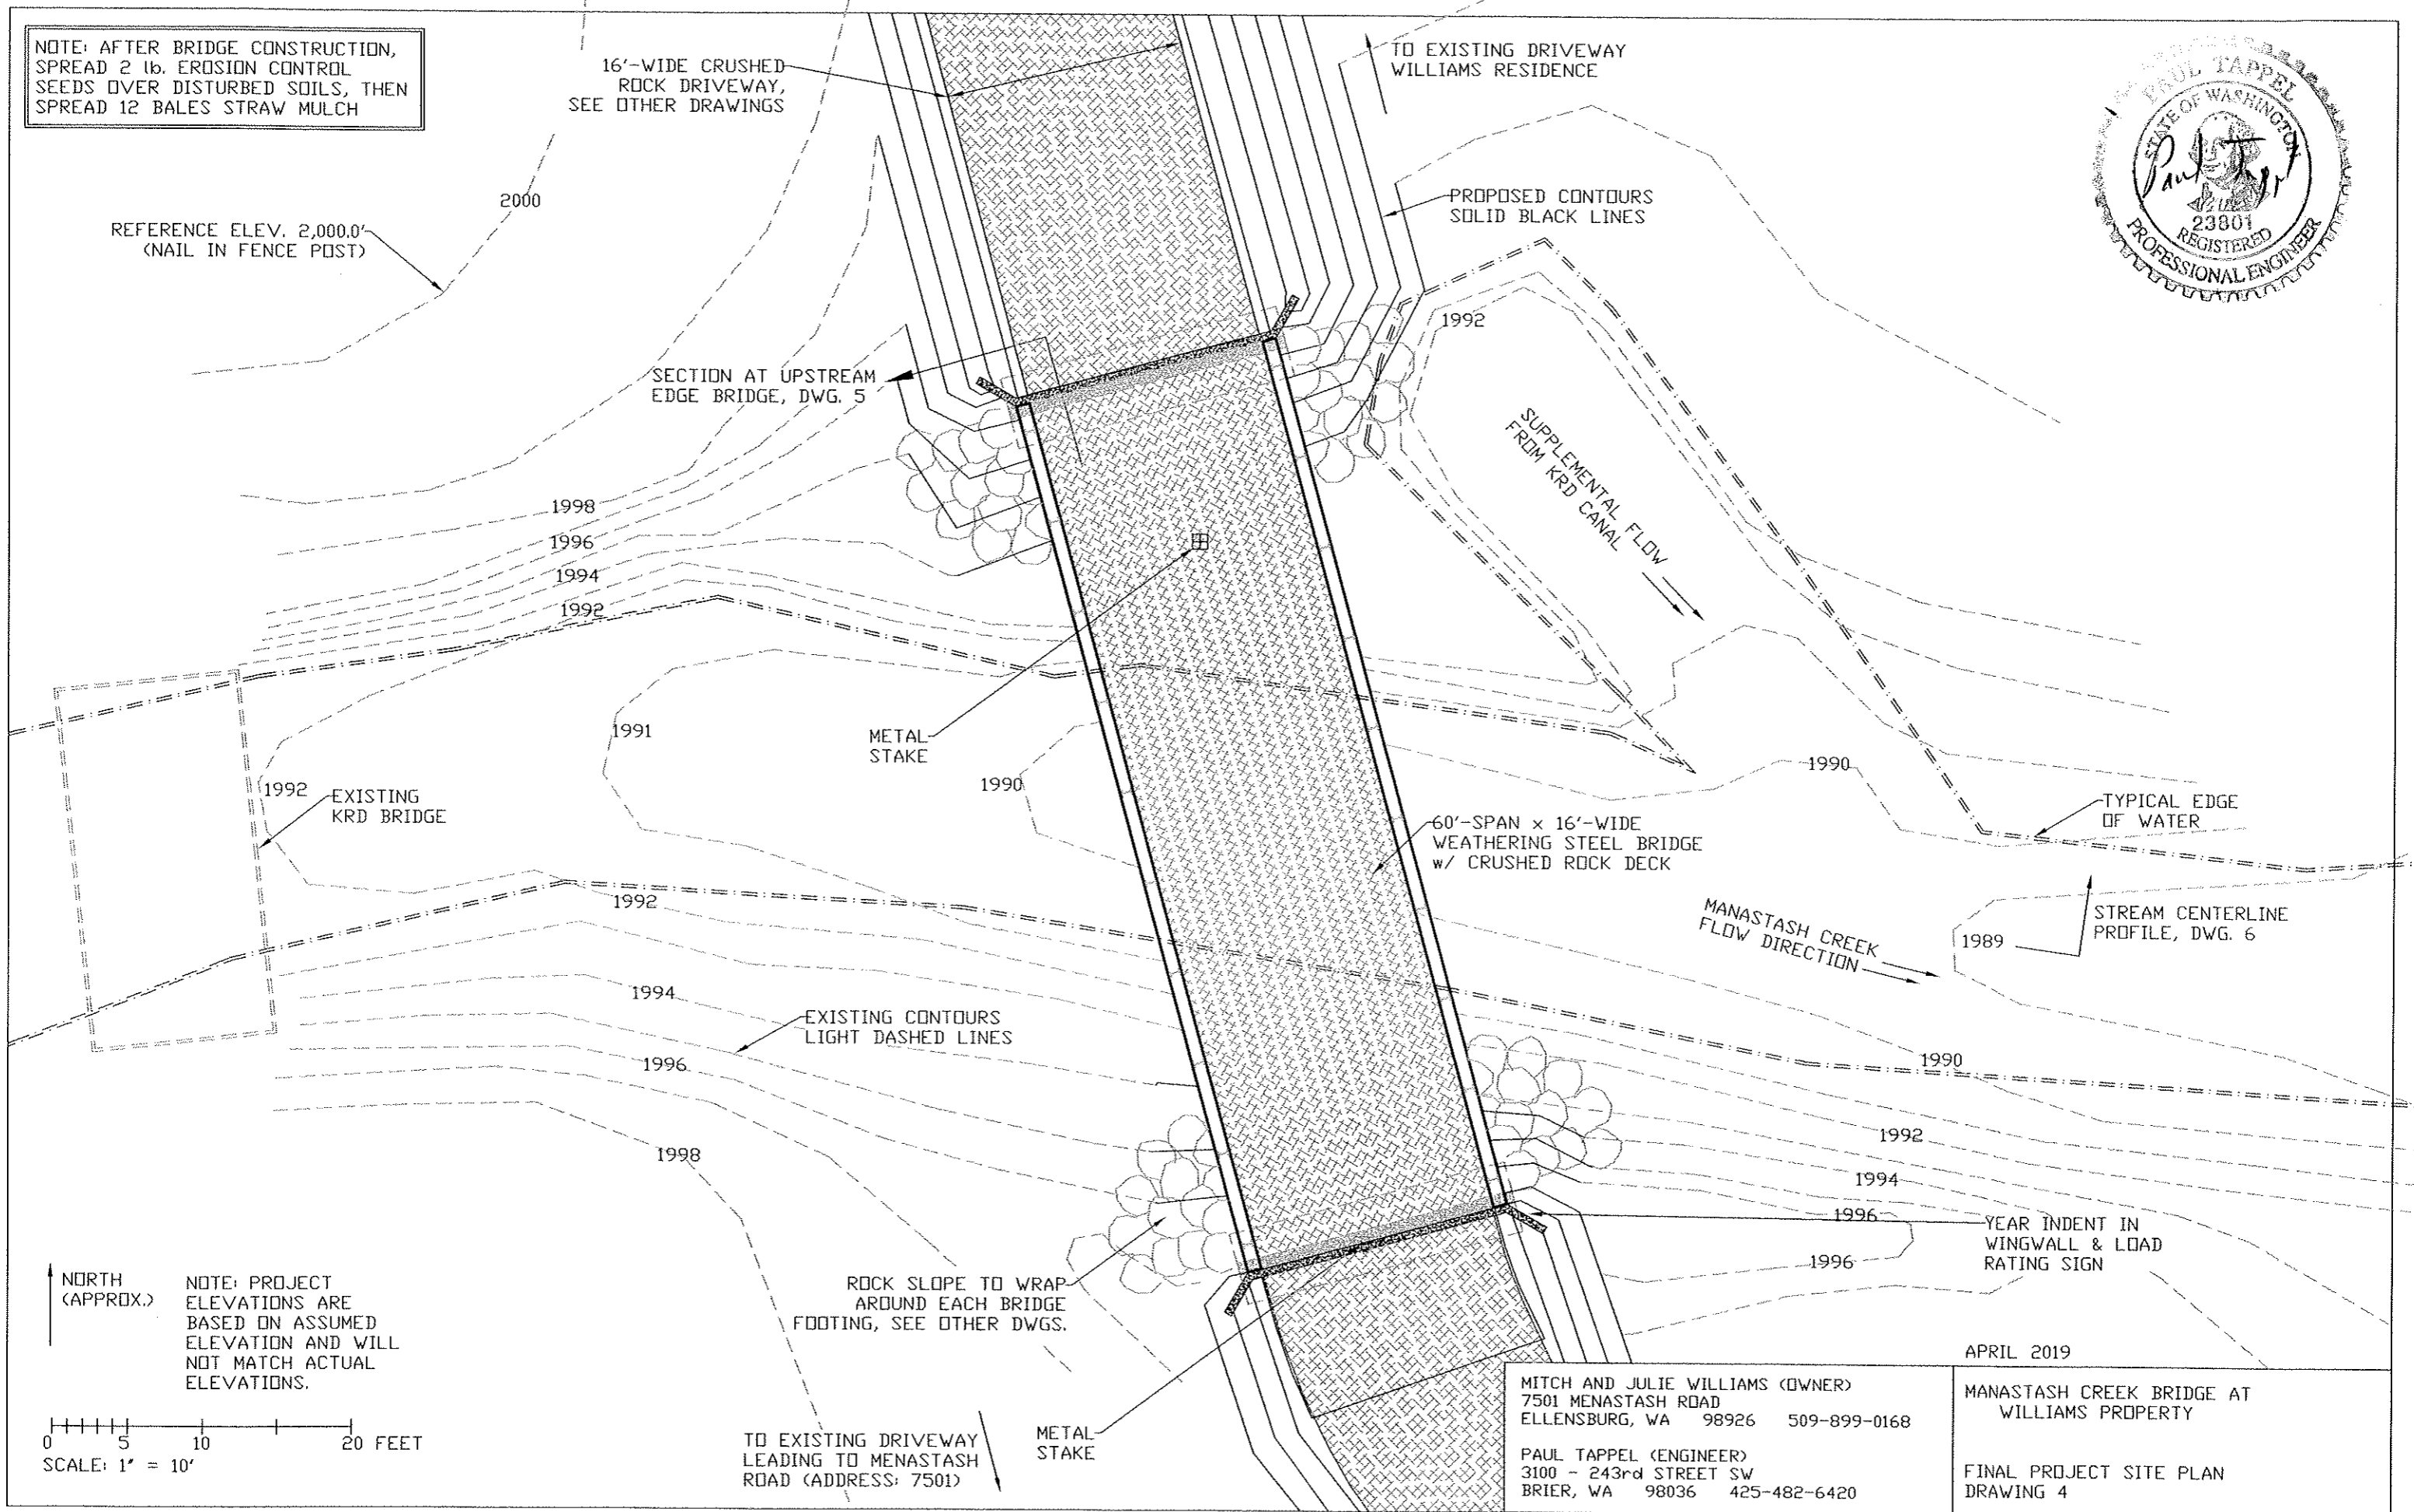 NOTE: AFTER BRIDGE CONSTRUCTION,
SPREAD 2 lb. EROSION CONTROL
SEEDS OVER DISTURBED SOILS, THEN
SPREAD 12 BALES STRAW MULCH
16'-WIDE CRUSHED
ROCK DRIVEWAY,
SEE OTHER DRAWINGS
TO EXISTING DRIVEWAY
WILLIAMS RESIDENCE
PAUL TAPPEL
STATE OF WASHINGTON
23801
REGISTERED
PROFESSIONAL ENGINEER
2000
REFERENCE ELEV. 2,000.0'
(NAIL IN FENCE POST)
PROPOSED CONTOURS
SOLID BLACK LINES
1992
SECTION AT UPSTREAM
EDGE BRIDGE, DWG. 5
SUPPLEMENTAL FLOW
FROM KRD CANAL
1998
1996
1994
1992
1991
METAL
STAKE
1990
1990
1992
EXISTING
KRD BRIDGE
60'-SPAN x 16'-WIDE
WEATHERING STEEL BRIDGE
w/ CRUSHED ROCK DECK
TYPICAL EDGE
OF WATER
1992
MANASTASH CREEK
FLOW DIRECTION
1989
STREAM CENTERLINE
PROFILE, DWG. 6
1994
EXISTING CONTOURS
LIGHT DASHED LINES
1996
1990
1998
1992
1994
1996
1996
YEAR INDENT IN
WINGWALL & LOAD
RATING SIGN
NORTH
(APPROX.)
NOTE: PROJECT
ELEVATIONS ARE
BASED ON ASSUMED
ELEVATION AND WILL
NOT MATCH ACTUAL
ELEVATIONS.
ROCK SLOPE TO WRAP
AROUND EACH BRIDGE
FOOTING, SEE OTHER DWGS.
0 5 10 20 FEET
SCALE: 1" = 10'
TO EXISTING DRIVEWAY
LEADING TO MENASTASH
ROAD (ADDRESS: 7501)
METAL
STAKE
APRIL 2019
MITCH AND JULIE WILLIAMS (OWNER)
7501 MENASTASH ROAD
ELLENSBURG, WA 98926 509-899-0168
PAUL TAPPEL (ENGINEER)
3100 - 243rd STREET SW
BRIER, WA 98036 425-482-6420
MANASTASH CREEK BRIDGE AT
WILLIAMS PROPERTY
FINAL PROJECT SITE PLAN
DRAWING 4